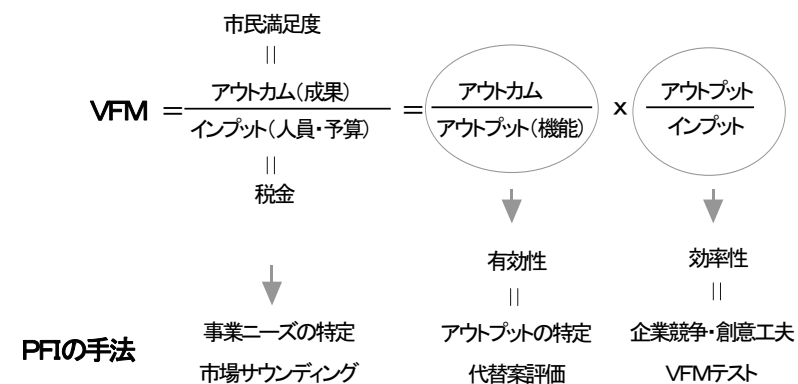 市民満足度
||
VFM = アウトカム(成果) / インプット(人員・予算) = アウトカム / アウトプット(機能) x アウトプット / インプット
||
税金
有効性 効率性
|| ||
PFIの手法
事業ニーズの特定 アウトプットの特定 企業競争・創意工夫
市場サウンディング 代替案評価 VFMテスト